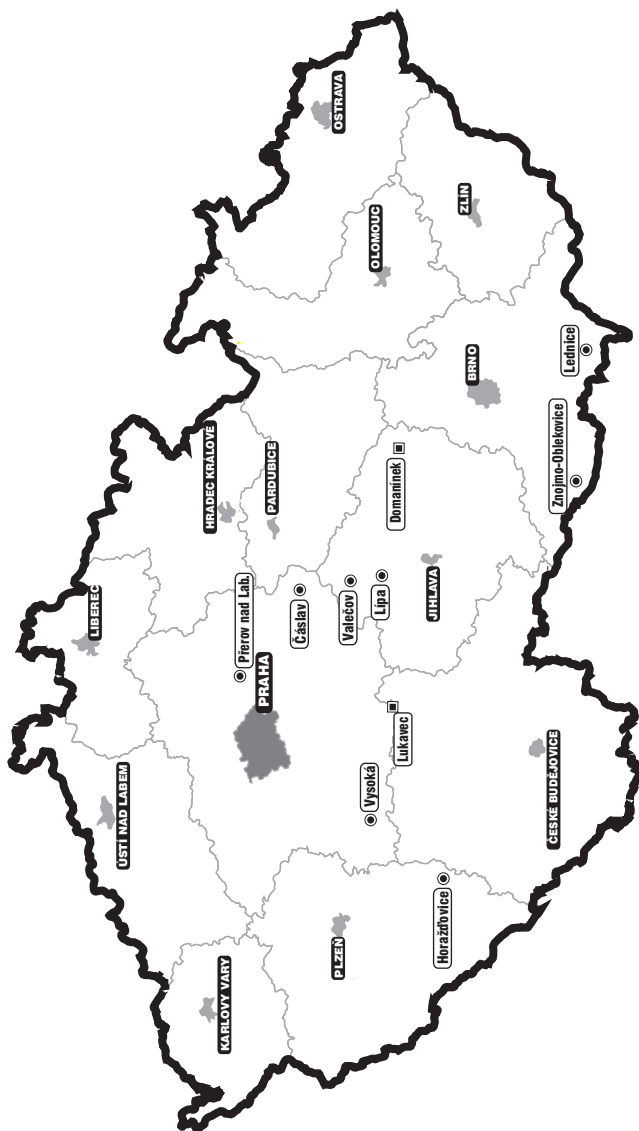 LIBEREC
ÚSTÍ NAD LABEM
HRADEC KRÁLOVÉ
KARLOVY VARY
PARDUBICE
Přerov nad Lab.
PRAHA
OSTRAVA
Čáslav
PLZEŇ
Valečov
OLOMOUC
Vysoká
Lípa
Domanínek
Lukavec
JIHLAVA
Horažďovice
ZLÍN
BRNO
ČESKÉ BUDĚJOVICE
Znojmo-Oblekovice
Lednice